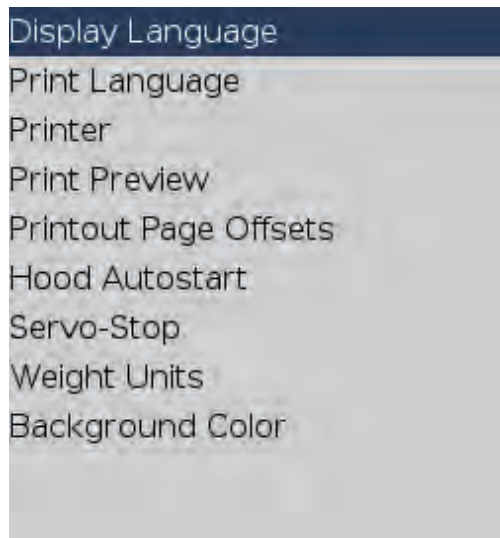 Display Language
Print Language
Printer
Print Preview
Printout Page Offsets
Hood Autostart
Servo-Stop
Weight Units
Background Color